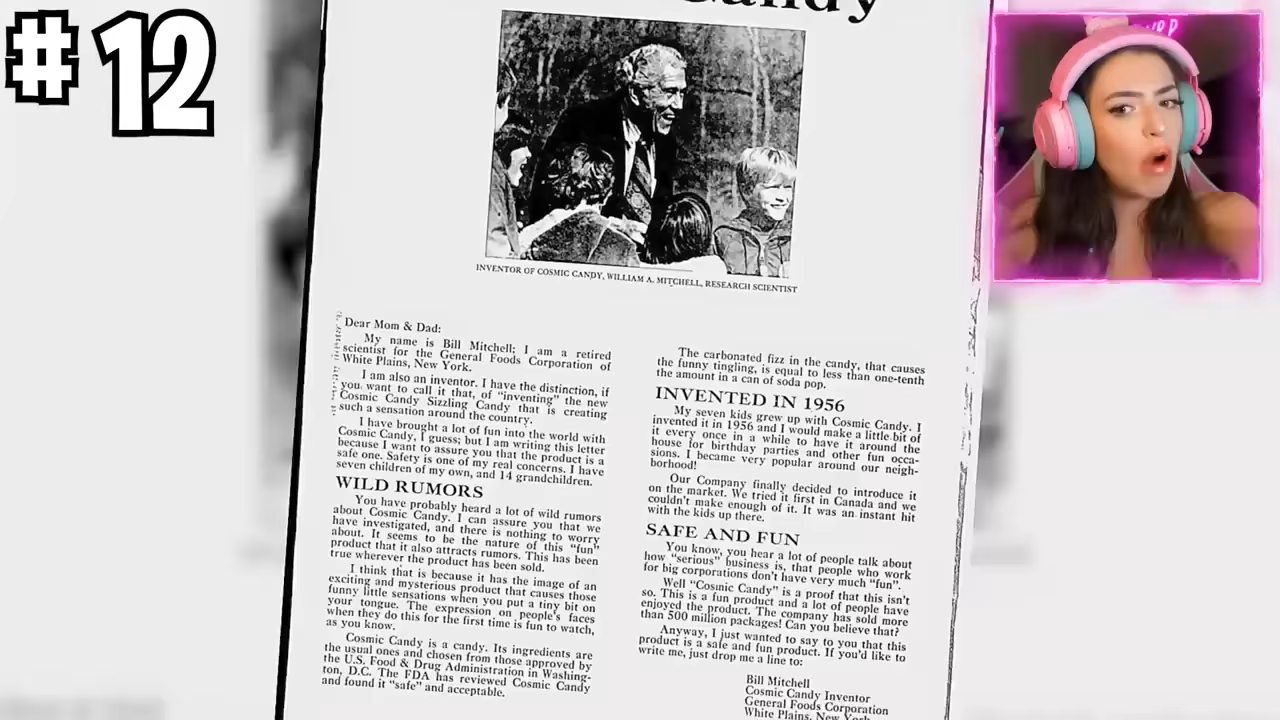 #12
Candy
INVENTOR OF COSMIC CANDY, WILLIAM A. MITCHELL, RESEARCH SCIENTIST
Dear Mom & Dad:
My name is Bill Mitchell; I am a retired
scientist for the General Foods Corporation of
White Plains, New York.
I am also an inventor. I have the distinction, if
you want to call it that, of "inventing" the new
Cosmic Candy Sizzling Candy that is creating
such a sensation around the country.
I have brought a lot of fun into the world with
Cosmic Candy, I guess; but I am writing this letter
because I want to assure you that the product is a
safe one. Safety is one of my real concerns. I have
seven children of my own, and 14 grandchildren.
WILD RUMORS
You have probably heard a lot of wild rumors
about Cosmic Candy. I can assure you that we
have investigated, and there is nothing to worry
about. It seems to be the nature of this "fun"
product that it also attracts rumors. This has been
true wherever the product has been sold.
I think that is because it has the image of an
exciting and mysterious product that causes those
funny little sensations when you put a tiny bit on
your tongue. The expression on people's faces
when they do this for the first time is fun to watch,
as you know.
Cosmic Candy is a candy. Its ingredients are
the usual ones and chosen from those approved by
the U.S. Food & Drug Administration in Washing-
ton, D.C. The FDA has reviewed Cosmic Candy
and found it "safe" and acceptable.
The carbonated fizz in the candy, that causes
the funny tingling, is equal to less than one-tenth
the amount in a can of soda pop.
INVENTED IN 1956
My seven kids grew up with Cosmic Candy. I
invented it in 1956 and I would make a little bit of
it every once in a while to have it around the
house for birthday parties and other fun occa-
sions. I became very popular around our neigh-
borhood!
Our Company finally decided to introduce it
on the market. We tried it first in Canada and we
couldn't make enough of it. It was an instant hit
with the kids up there.
SAFE AND FUN
You know, you hear a lot of people talk about
how "serious" business is, that people who work
for big corporations don't have very much "fun".
Well "Cosmic Candy" is a proof that this isn't
so. This is a fun product and a lot of people have
enjoyed the product. The company has sold more
than 500 million packages! Can you believe that?
Anyway, I just wanted to say to you that this
product is a safe and fun product. If you'd like to
write me, just drop me a line to:
Bill Mitchell
Cosmic Candy Inventor
General Foods Corporation
White Plains, New York